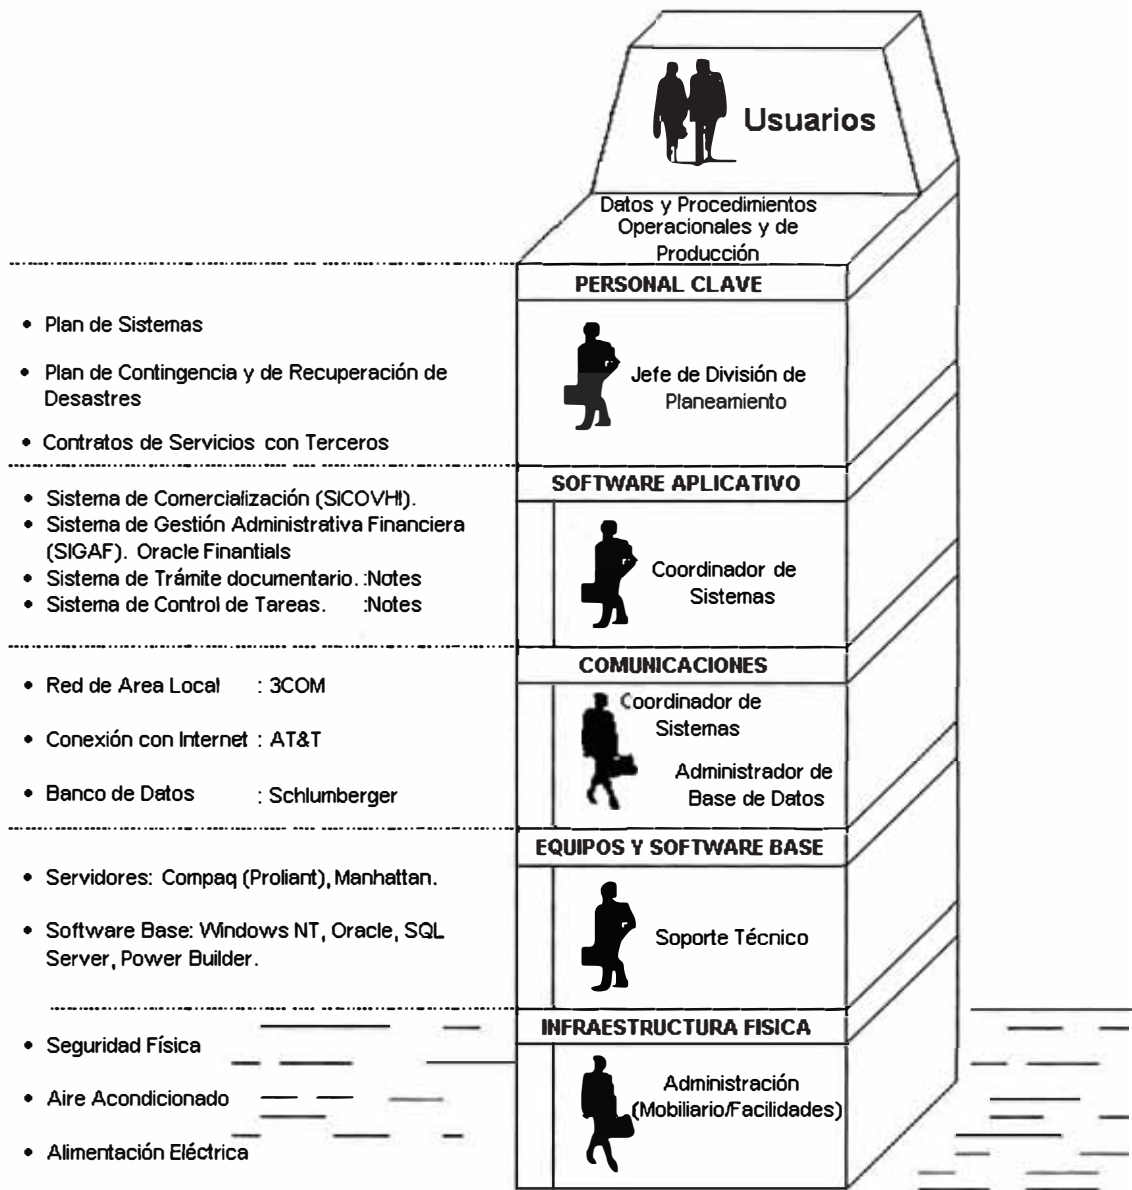 Usuarios
Datos y Procedimientos
Operacionales y de
Producción
PERSONAL CLAVE
• Plan de Sistemas
• Plan de Contingencia y de Recuperación de
Desastres
• Contratos de Servicios con Terceros
Jefe de División de
Planeamiento
SOFTWARE APLICATIVO
• Sistema de Comercialización (SICOVHI).
• Sistema de Gestión Administrativa Financiera
(SIGAF). Oracle Finantials
• Sistema de Trámite documentario. :Notes
• Sistema de Control de Tareas. :Notes
Coordinador de
Sistemas
COMUNICACIONES
• Red de Area Local : 3COM
• Conexión con Internet : AT&T
• Banco de Datos : Schlumberger
Coordinador de
Sistemas
Administrador de
Base de Datos
EQUIPOS Y SOFTWARE BASE
• Servidores: Compaq (Proliant), Manhattan.
• Software Base: Windows NT, Oracle, SQL
Server, Power Builder.
Soporte Técnico
INFRAESTRUCTURA FISICA
• Seguridad Física
• Aire Acondicionado
• Alimentación Eléctrica
Administración
(Mobiliario/Facilidades)